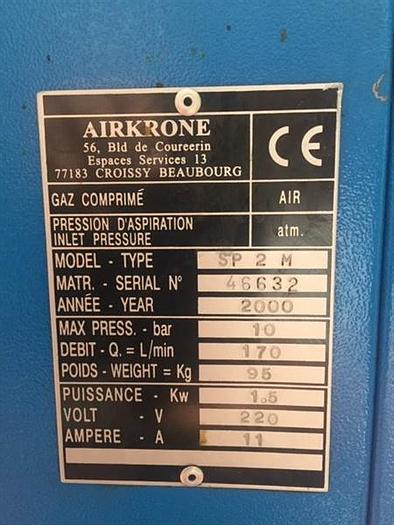 AIRKRONE
56, Bld de Coureerin
Espaces Services 13
77183 CROISSY BEAUBOURG
CE
GAZ COMPRIMÉ AIR
PRESSION D'ASPIRATION
INLET PRESSURE atm.
MODEL - TYPE SP 2 M
MATR. - SERIAL N° 46632
ANNÉE - YEAR 2000
MAX PRESS. - bar 10
DEBIT - Q. = L/min 170
POIDS - WEIGHT = Kg 95
PUISSANCE - Kw 1.5
VOLT - V 220
AMPERE - A 11